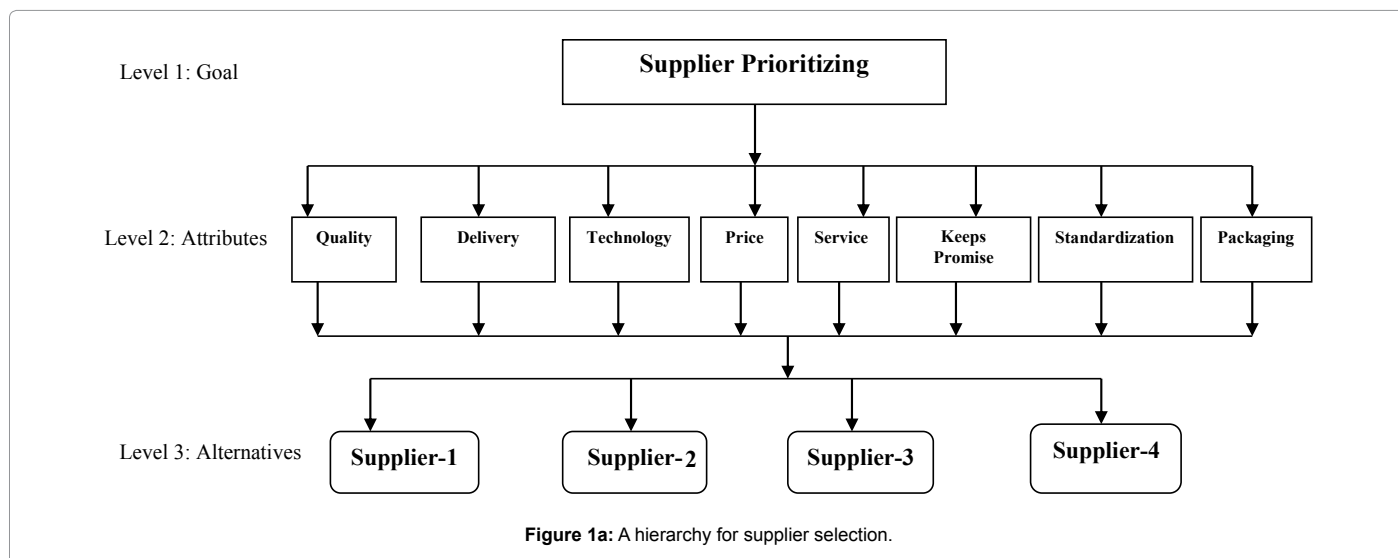 Level 1: Goal
Supplier Prioritizing
Level 2: Attributes
Quality
Delivery
Technology
Price
Service
Keeps
Promise
Standardization
Packaging
Level 3: Alternatives
Supplier-1
Supplier-2
Supplier-3
Supplier-4
Figure 1a: A hierarchy for supplier selection.